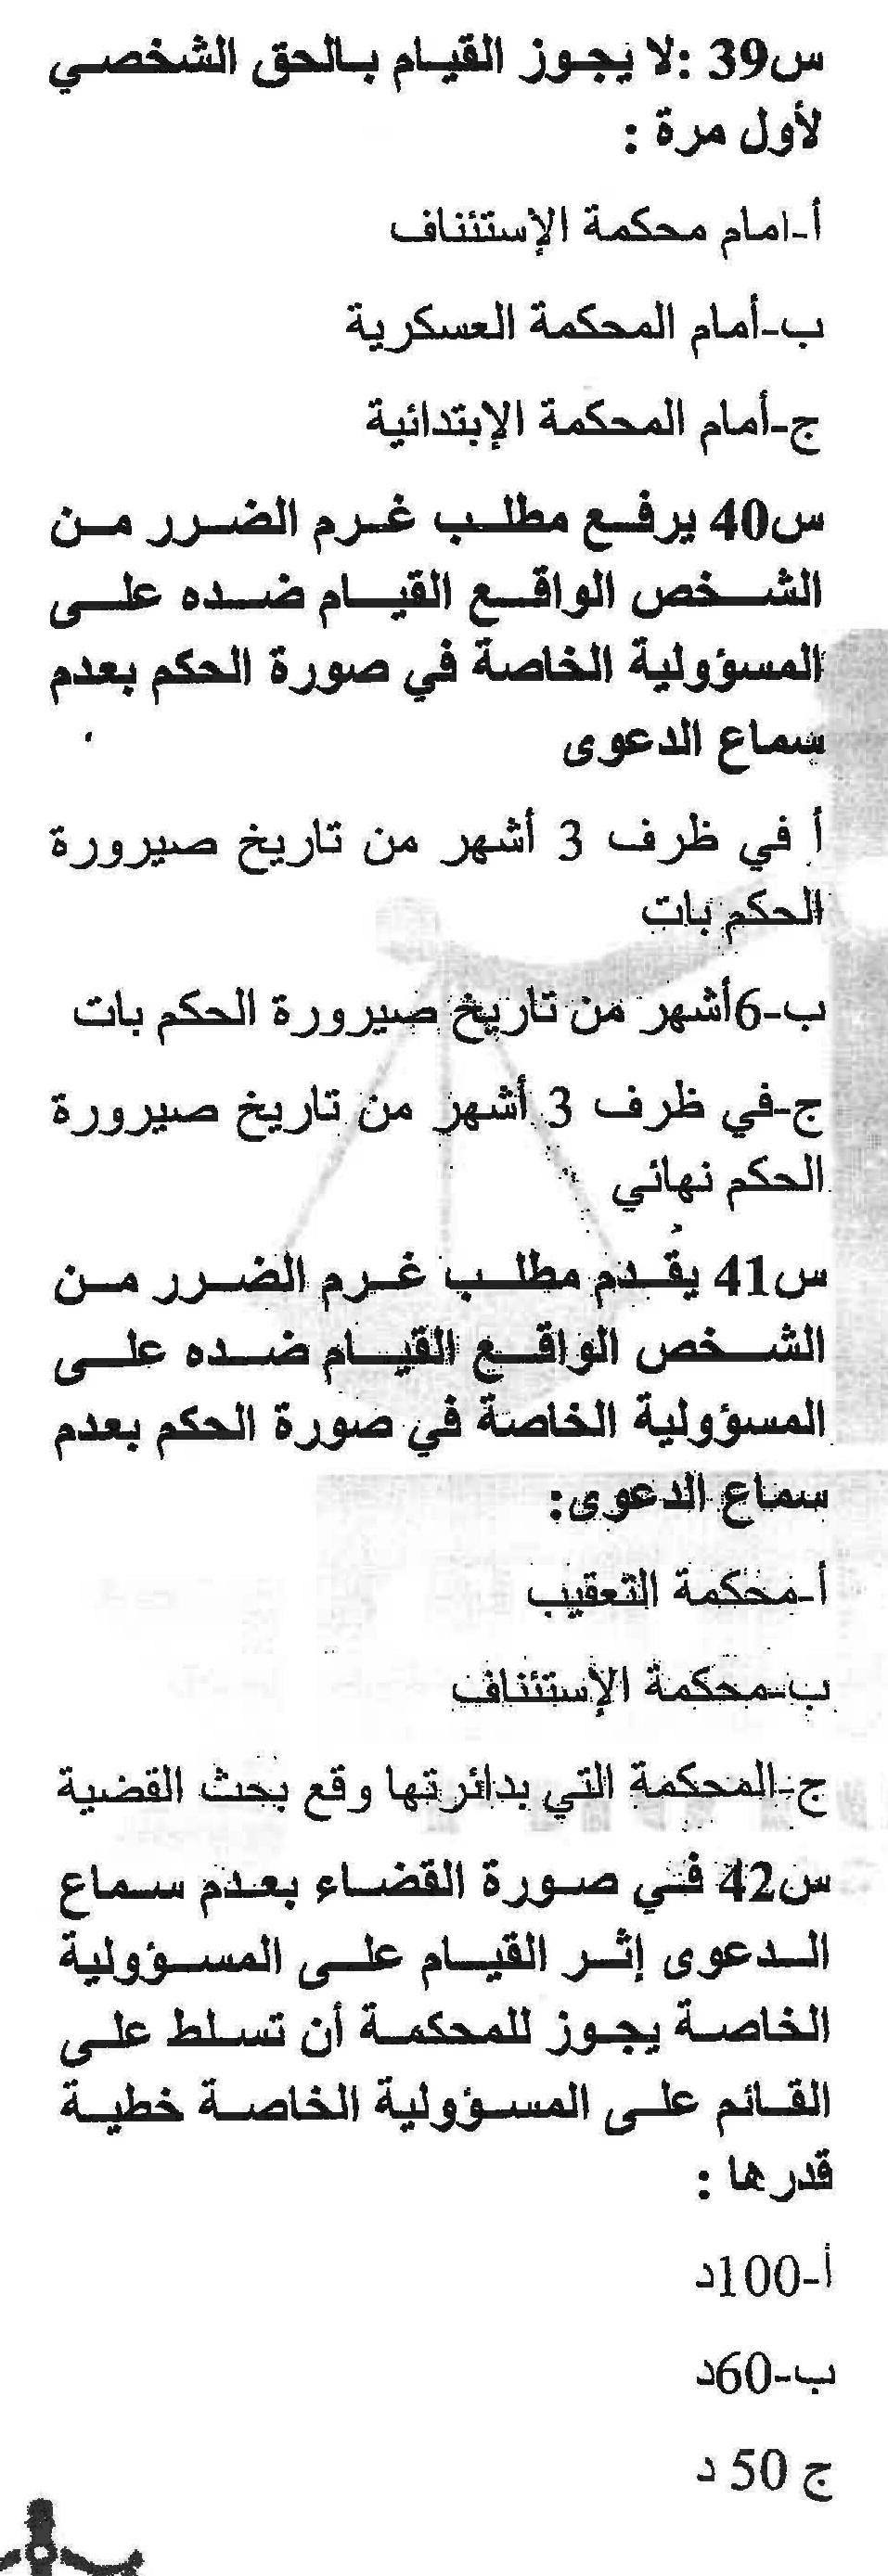 س39 :لا يجوز القيام بالحق الشخصي
لأول مرة :
أ-امام محكمة الإستئناف
ب-أمام المحكمة العسكرية
ج-أمام المحكمة الإبتدائية
س40 يرفع مطلب غرم الضرر من
الشخص الواقع القيام ضده على
المسؤولية الخاصة في صورة الحكم بعدم
سماع الدعوى
أ في ظرف 3 أشهر من تاريخ صيرورة
الحكم بات
ب-6أشهر من تاريخ صيرورة الحكم بات
ج-في ظرف 3 أشهر من تاريخ صيرورة
الحكم نهائي
س41 يقدم مطلب غرم الضرر من
الشخص الواقع القيام ضده على
المسؤولية الخاصة في صورة الحكم بعدم
سماع الدعوى:
أ-محكمة التعقيب
ب-محكمة الإستئناف
ج-المحكمة التي بدائرتها وقع بحث القضية
س42 في صورة القضاء بعدم سماع
الدعوى إثر القيام على المسؤولية
الخاصة يجوز للمحكمة أن تسلط على
القائم على المسؤولية الخاصة خطية
قدرها :
أ-100د
ب-60د
ج 50 د